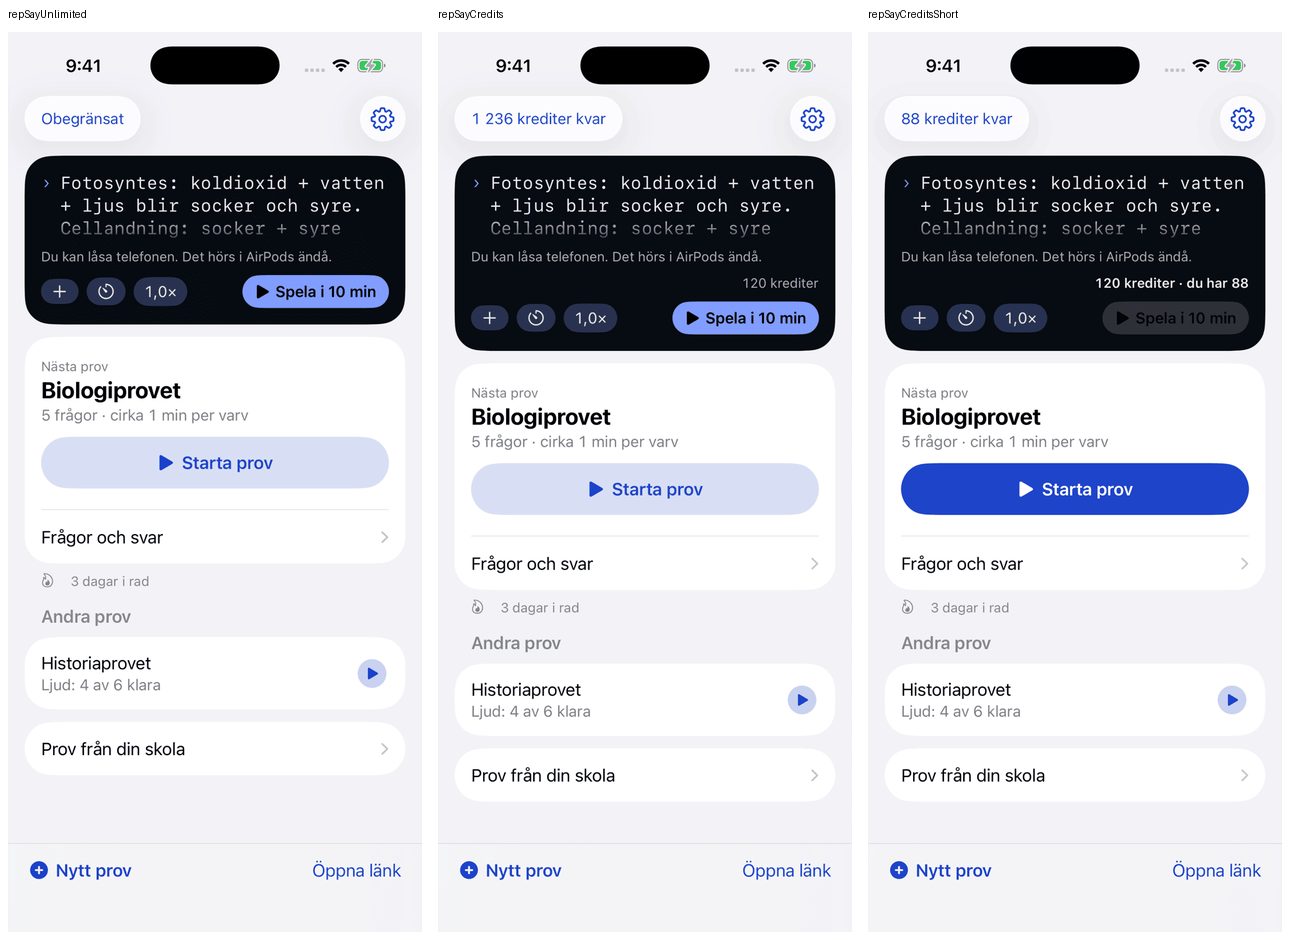 repSayUnlimited
9:41
Obegränsat
› Fotosyntes: koldioxid + vatten
+ ljus blir socker och syre.
Cellandning: socker + syre
Du kan låsa telefonen. Det hörs i AirPods ändå.
1,0×
Spela i 10 min
Nästa prov
Biologiprovet
5 frågor · cirka 1 min per varv
Starta prov
Frågor och svar
3 dagar i rad
Andra prov
Historiaprovet
Ljud: 4 av 6 klara
Prov från din skola
Nytt prov
Öppna länk
repSayCredits
9:41
1 236 krediter kvar
› Fotosyntes: koldioxid + vatten
+ ljus blir socker och syre.
Cellandning: socker + syre
Du kan låsa telefonen. Det hörs i AirPods ändå.
120 krediter
1,0×
Spela i 10 min
Nästa prov
Biologiprovet
5 frågor · cirka 1 min per varv
Starta prov
Frågor och svar
3 dagar i rad
Andra prov
Historiaprovet
Ljud: 4 av 6 klara
Prov från din skola
Nytt prov
Öppna länk
repSayCreditsShort
9:41
88 krediter kvar
› Fotosyntes: koldioxid + vatten
+ ljus blir socker och syre.
Cellandning: socker + syre
Du kan låsa telefonen. Det hörs i AirPods ändå.
120 krediter · du har 88
1,0×
Spela i 10 min
Nästa prov
Biologiprovet
5 frågor · cirka 1 min per varv
Starta prov
Frågor och svar
3 dagar i rad
Andra prov
Historiaprovet
Ljud: 4 av 6 klara
Prov från din skola
Nytt prov
Öppna länk